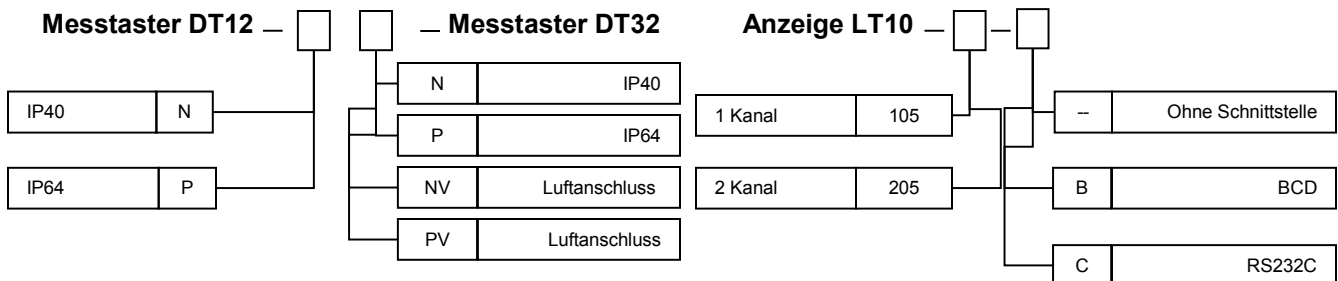 Messtaster DT12 –
– Messtaster DT32
Anzeige LT10 – –
IP40 N
IP64 P
N IP40
P IP64
NV Luftanschluss
PV Luftanschluss
1 Kanal 105
2 Kanal 205
-- Ohne Schnittstelle
B BCD
C RS232C